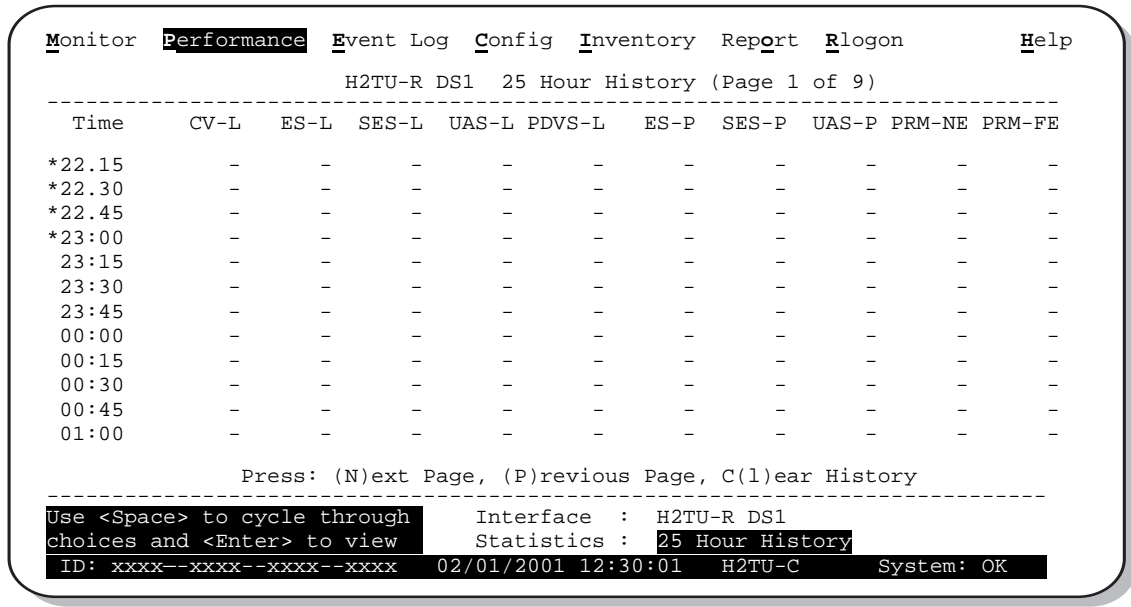 Monitor Performance Event Log Config Inventory Report Rlogon Help
H2TU-R DS1 25 Hour History (Page 1 of 9)
--------------------------------------------------------------------------------
Time CV-L ES-L SES-L UAS-L PDVS-L ES-P SES-P UAS-P PRM-NE PRM-FE
*22.15 - - - - - - - - - -
*22.30 - - - - - - - - - -
*22.45 - - - - - - - - - -
*23:00 - - - - - - - - - -
23:15 - - - - - - - - - -
23:30 - - - - - - - - - -
23:45 - - - - - - - - - -
00:00 - - - - - - - - - -
00:15 - - - - - - - - - -
00:30 - - - - - - - - - -
00:45 - - - - - - - - - -
01:00 - - - - - - - - - -
Press: (N)ext Page, (P)revious Page, C(l)ear History
--------------------------------------------------------------------------------
Use <Space> to cycle through Interface : H2TU-R DS1
choices and <Enter> to view Statistics : 25 Hour History
ID: xxxx--xxxx--xxxx--xxxx 02/01/2001 12:30:01 H2TU-C System: OK